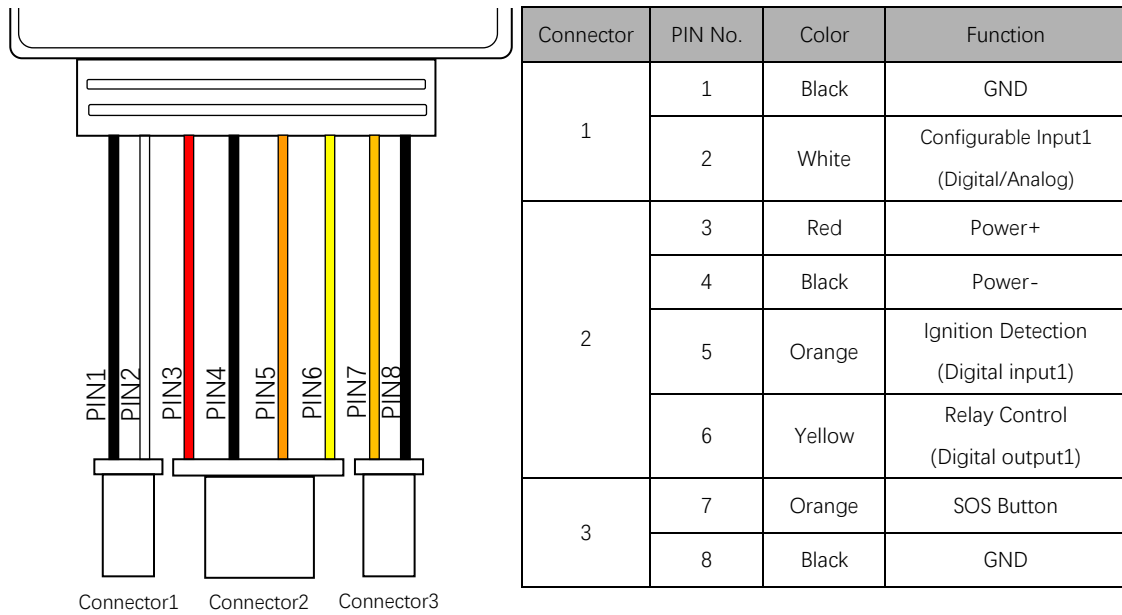 PIN1
PIN2
PIN3
PIN4
PIN5
PIN6
PIN7
PIN8
Connector1 Connector2 Connector3
Connector PIN No. Color Function
1
1 Black GND
2 White Configurable Input1
(Digital/Analog)
2
3 Red Power+
4 Black Power-
5 Orange Ignition Detection
(Digital input1)
6 Yellow Relay Control
(Digital output1)
3
7 Orange SOS Button
8 Black GND